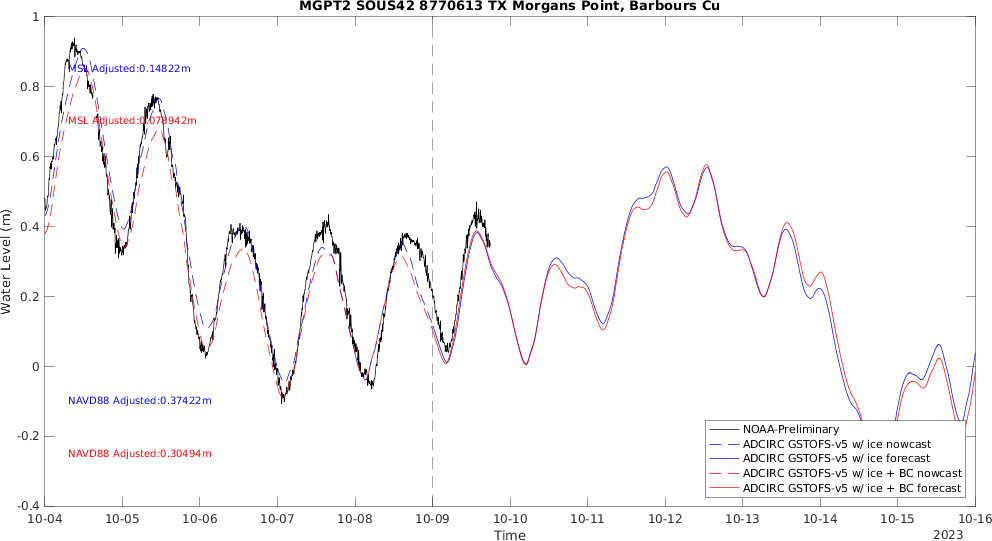 MGPT2 SOUS42 8770613 TX Morgans Point, Barbours Cu
Water Level (m)
1
0.8
0.6
0.4
0.2
0
-0.2
-0.4
MSL Adjusted:0.14822m
MSL Adjusted:0.078942m
NAVD88 Adjusted:0.37422m
NAVD88 Adjusted:0.30494m
NOAA-Preliminary
ADCIRC GSTOFS-v5 w/ ice nowcast
ADCIRC GSTOFS-v5 w/ ice forecast
ADCIRC GSTOFS-v5 w/ ice + BC nowcast
ADCIRC GSTOFS-v5 w/ ice + BC forecast
10-04 10-05 10-06 10-07 10-08 10-09 10-10 10-11 10-12 10-13 10-14 10-15 10-16
Time
2023